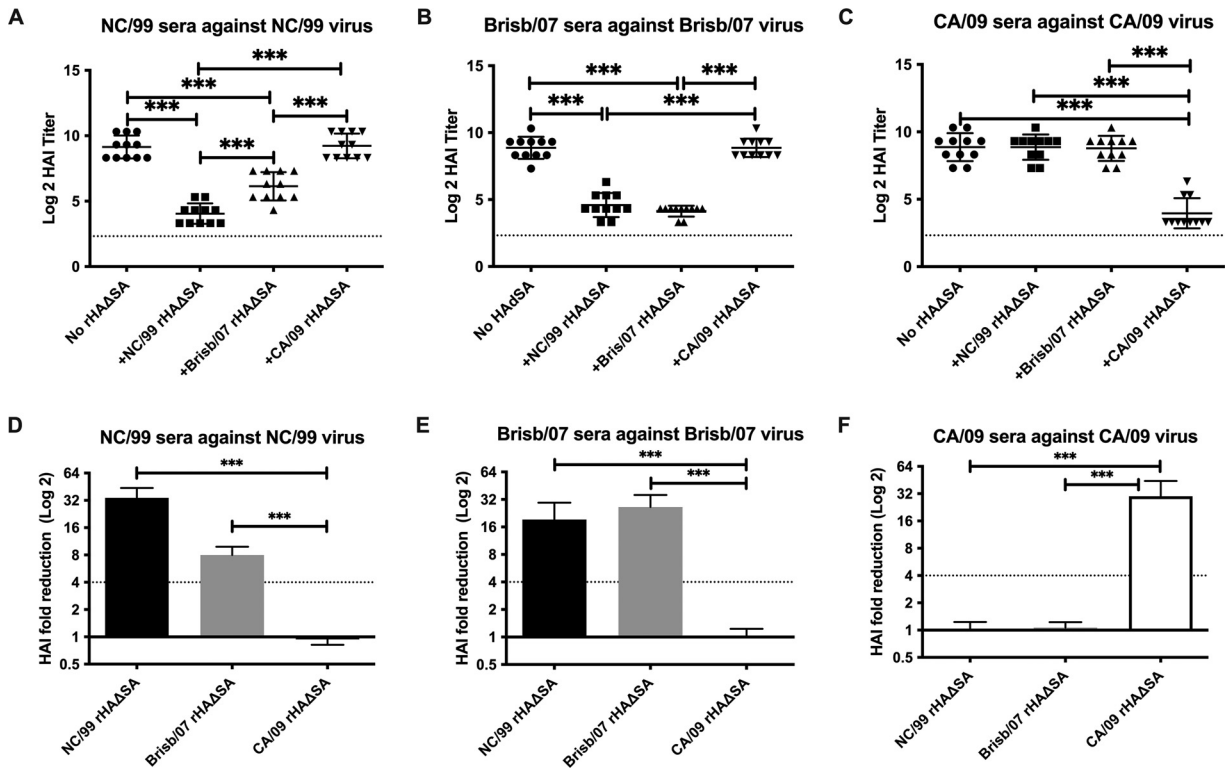 A
NC/99 sera against NC/99 virus
Log 2 HAI Titer
15
10
5
0
***
***
***
***
***
No rHAΔSA
+NC/99 rHAΔSA
+Brisb/07 rHAΔSA
+CA/09 rHAΔSA
B
Brisb/07 sera against Brisb/07 virus
Log 2 HAI Titer
15
10
5
0
***
***
***
***
No HAdSA
+NC/99 rHAΔSA
+Bris/07 rHAΔSA
+CA/09 rHAΔSA
C
CA/09 sera against CA/09 virus
Log 2 HAI Titer
15
10
5
0
***
***
***
No rHAΔSA
+NC/99 rHAΔSA
+Brisb/07 rHAΔSA
+CA/09 rHAΔSA
D
NC/99 sera against NC/99 virus
HAI fold reduction (Log 2)
64
32
16
8
4
2
1
0.5
***
***
NC/99 rHAΔSA
Brisb/07 rHAΔSA
CA/09 rHAΔSA
E
Brisb/07 sera against Brisb/07 virus
HAI fold reduction (Log 2)
64
32
16
8
4
2
1
0.5
***
***
NC/99 rHAΔSA
Brisb/07 rHAΔSA
CA/09 rHAΔSA
F
CA/09 sera against CA/09 virus
HAI fold reduction (Log 2)
64
32
16
8
4
2
1
0.5
***
***
NC/99 rHAΔSA
Brisb/07 rHAΔSA
CA/09 rHAΔSA